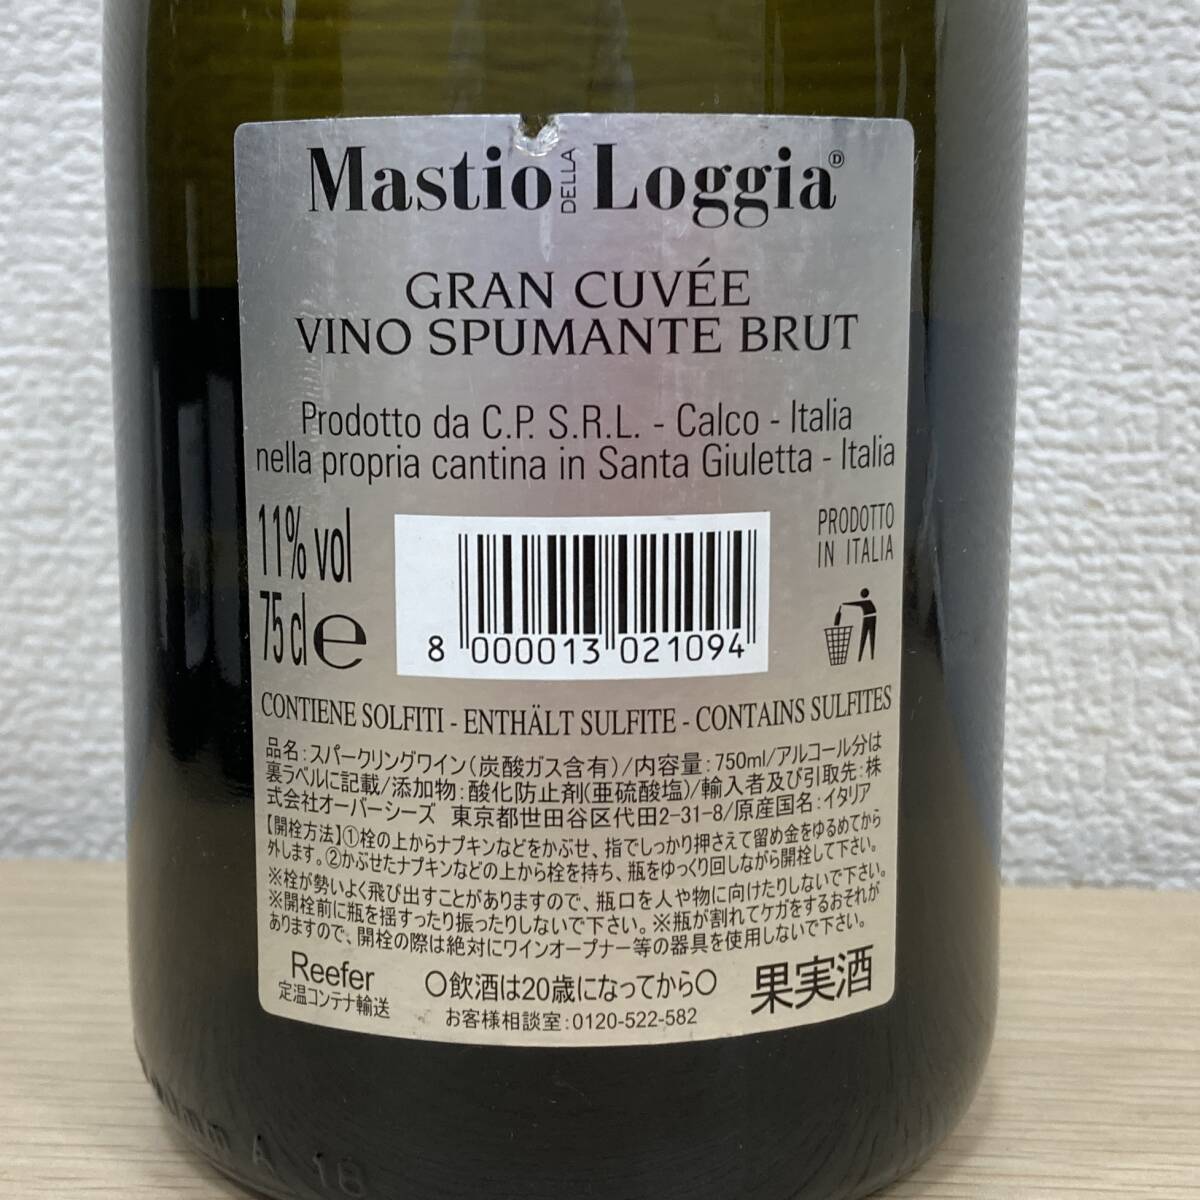 Mastio DELLA Loggia®
GRAN CUVÉE
VINO SPUMANTE BRUT
Prodotto da C.P. S.R.L. - Calco - Italia
nella propria cantina in Santa Giuletta - Italia
11% vol
75 cl e
PRODOTTO
IN ITALIA
8 000013 021094
CONTIENE SOLFITI - ENTHÄLT SULFITE - CONTAINS SULFITES
品名：スパークリングワイン（炭酸ガス含有）/内容量：750ml/アルコール分は
裏ラベルに記載/添加物：酸化防止剤(亜硫酸塩)/輸入者及び引取先：株
式会社オーバーシーズ 東京都世田谷区代田2-31-8/原産国名：イタリア
【開栓方法】①栓の上からナプキンなどをかぶせ、指でしっかり押さえて留め金をゆるめてから
外します。②かぶせたナプキンなどの上から栓を持ち、瓶をゆっくり回しながら開栓して下さい。
※栓が勢いよく飛び出すことがありますので、瓶口を人や物に向けたりしないで下さい。
※開栓前に瓶を揺すったり振ったりしないで下さい。※瓶が割れてケガをするおそれが
ありますので、開栓の際は絶対にワインオープナー等の器具を使用しないで下さい。
Reefer
定温コンテナ輸送
〇飲酒は20歳になってから〇
お客様相談室：0120-522-582
果実酒
A 18